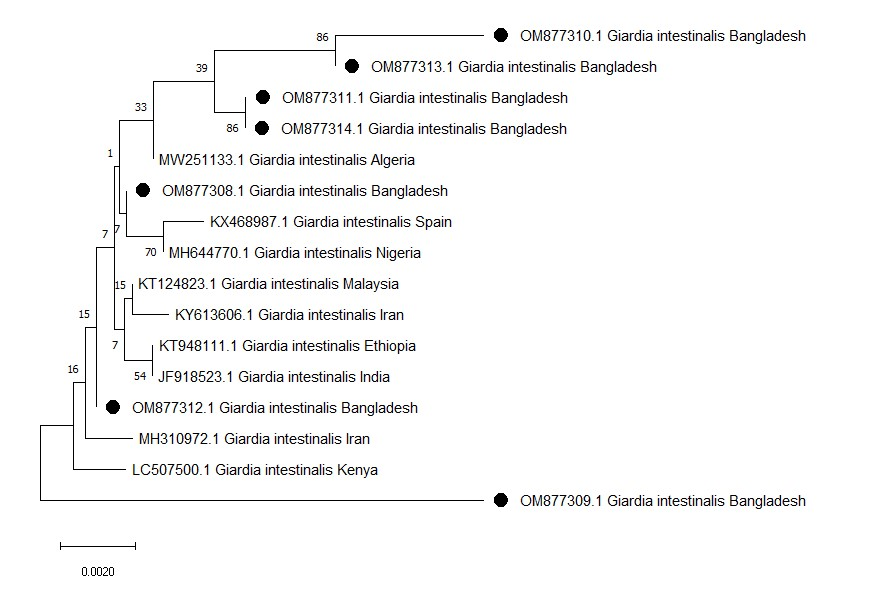 86
OM877310.1 Giardia intestinalis Bangladesh
39
OM877313.1 Giardia intestinalis Bangladesh
OM877311.1 Giardia intestinalis Bangladesh
33
86
OM877314.1 Giardia intestinalis Bangladesh
1
MW251133.1 Giardia intestinalis Algeria
OM877308.1 Giardia intestinalis Bangladesh
KX468987.1 Giardia intestinalis Spain
7
7
70
MH644770.1 Giardia intestinalis Nigeria
15
KT124823.1 Giardia intestinalis Malaysia
15
KY613606.1 Giardia intestinalis Iran
7
KT948111.1 Giardia intestinalis Ethiopia
16
54
JF918523.1 Giardia intestinalis India
OM877312.1 Giardia intestinalis Bangladesh
MH310972.1 Giardia intestinalis Iran
LC507500.1 Giardia intestinalis Kenya
OM877309.1 Giardia intestinalis Bangladesh
0.0020